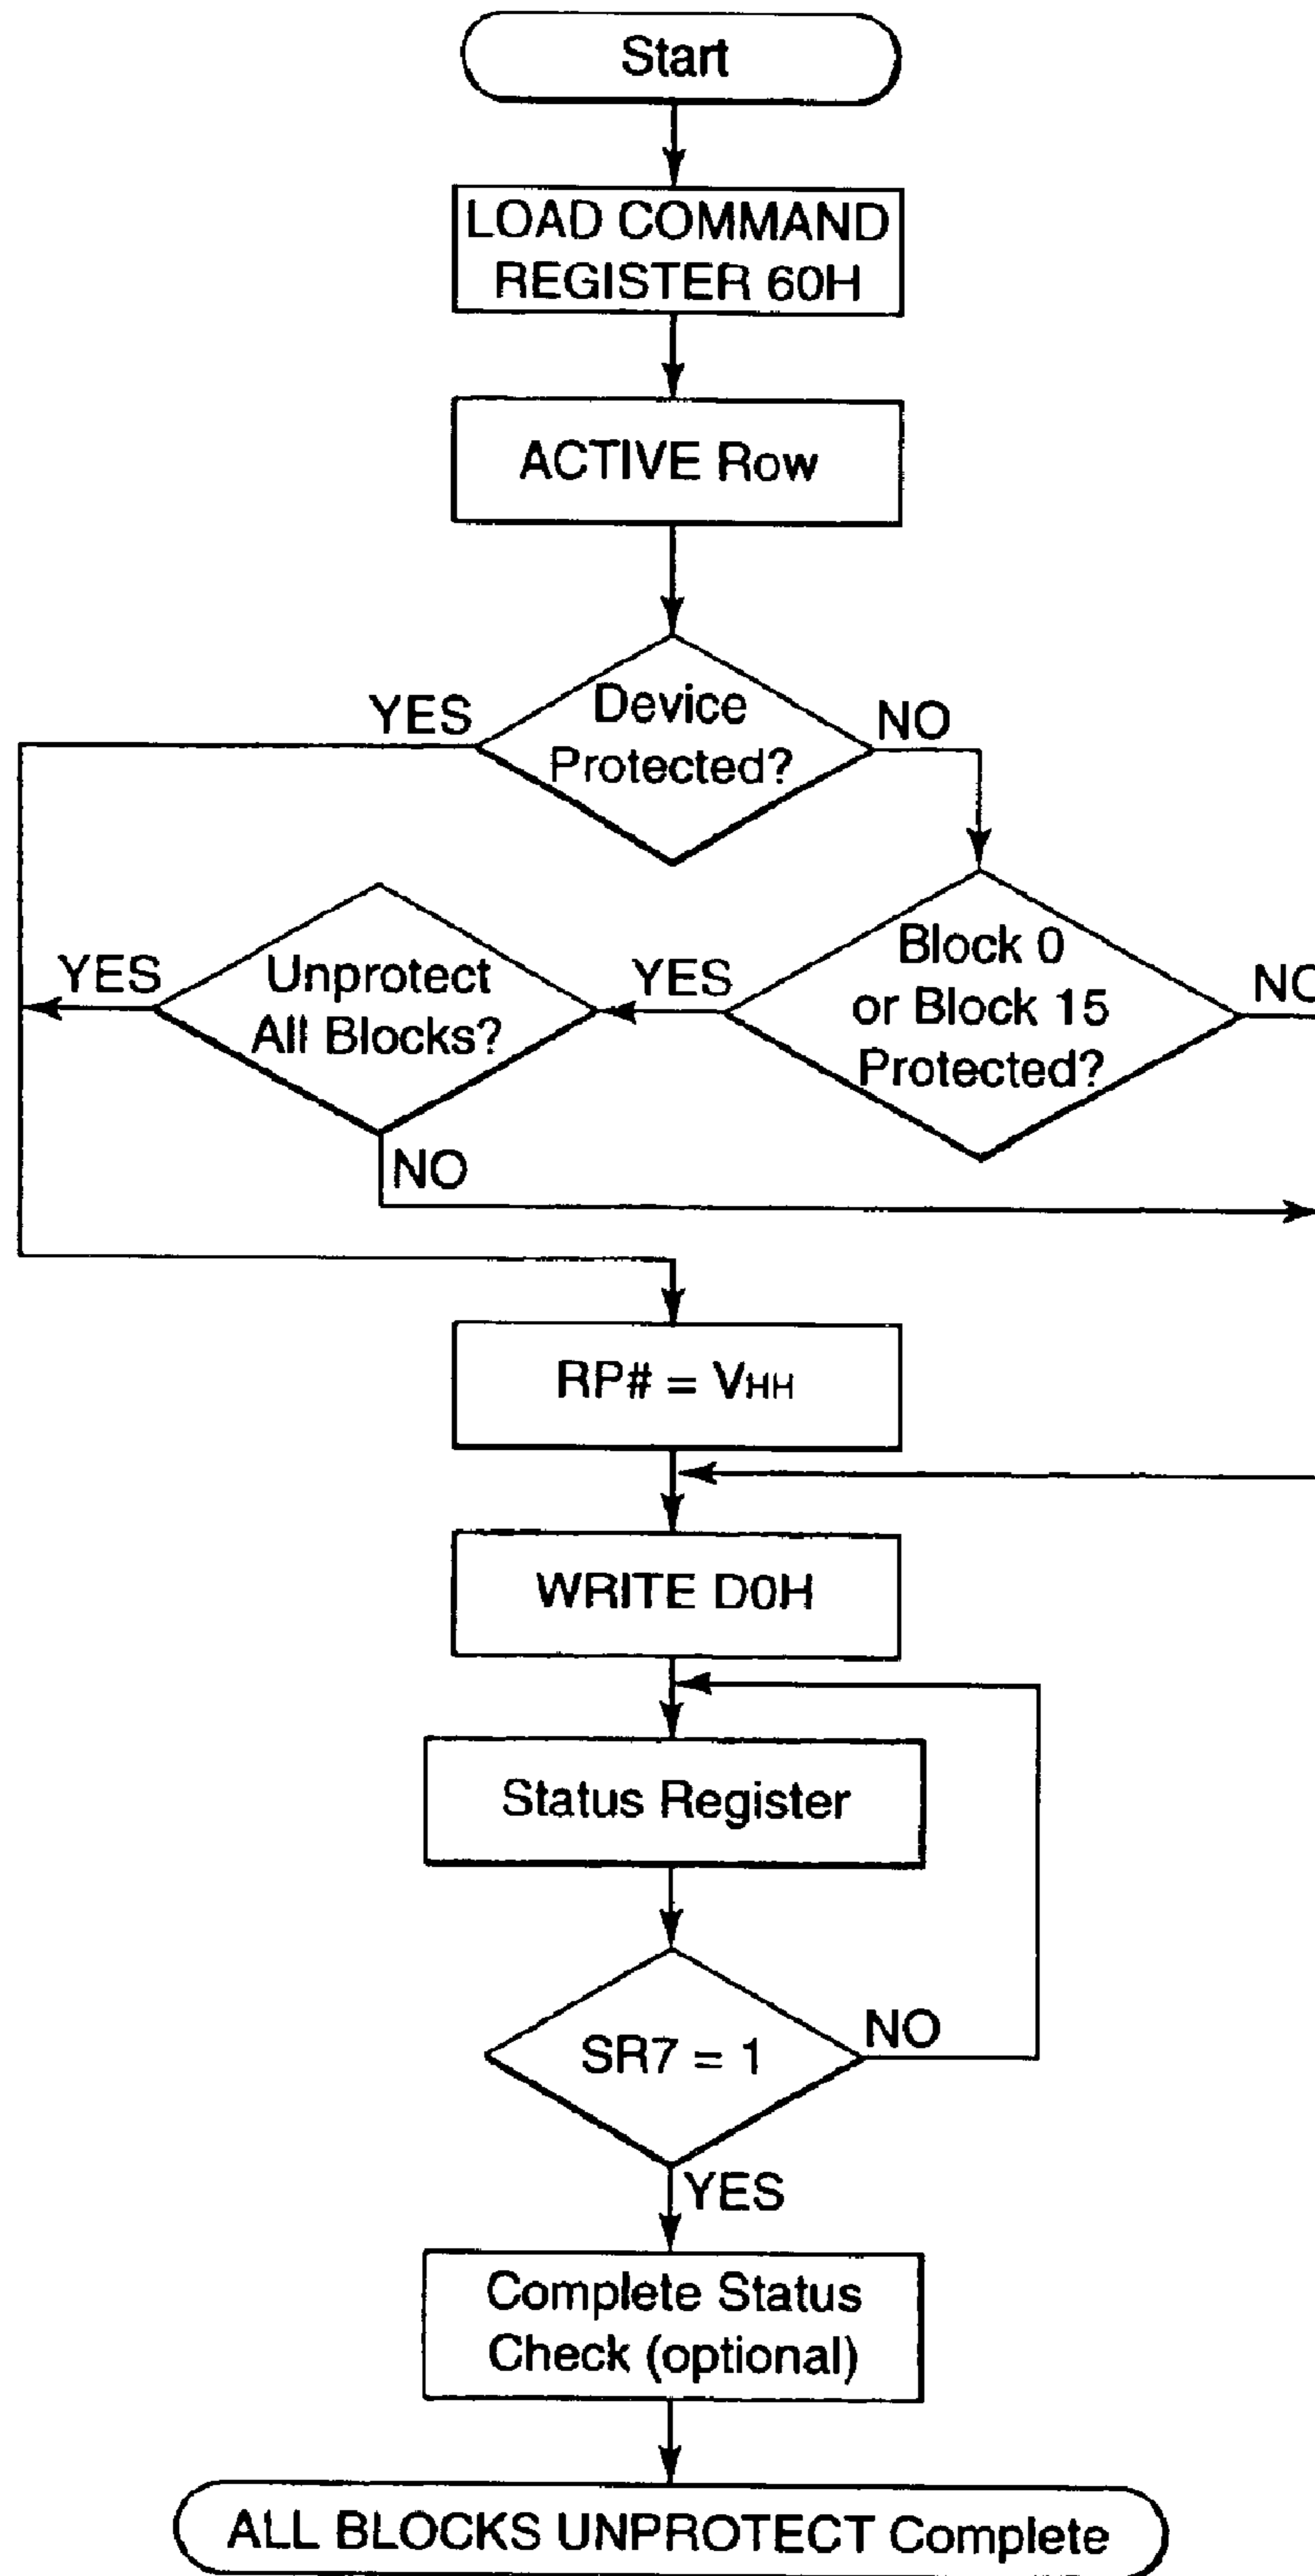 Start
LOAD COMMAND
REGISTER 60H
ACTIVE Row
Device
Protected?
YES
NO
Block 0
or Block 15
Protected?
YES
NO
Unprotect
All Blocks?
YES
NO
RP# = VHH
WRITE D0H
Status Register
SR7 = 1
NO
YES
Complete Status
Check (optional)
ALL BLOCKS UNPROTECT Complete